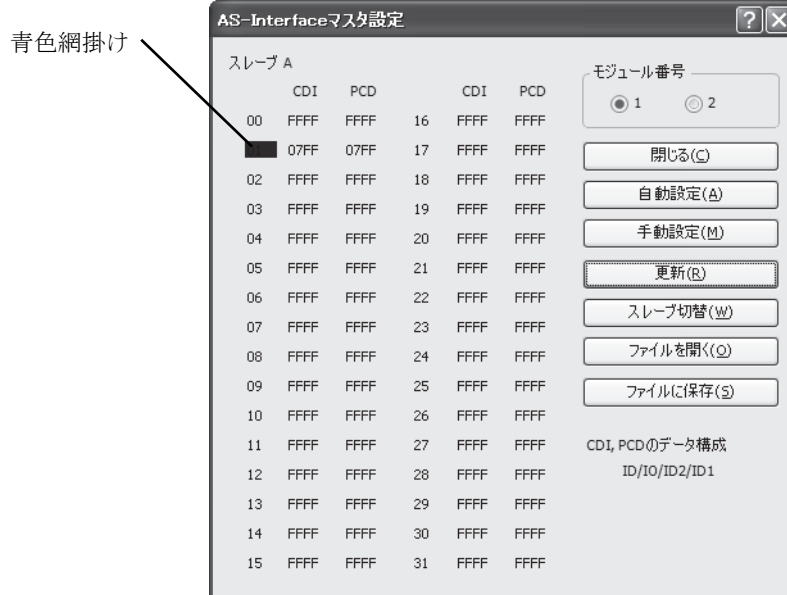 青色網掛け
AS-Interfaceマスタ設定
スレーブ A
CDI PCD CDI PCD
00 FFFF FFFF 16 FFFF FFFF
01 07FF 07FF 17 FFFF FFFF
02 FFFF FFFF 18 FFFF FFFF
03 FFFF FFFF 19 FFFF FFFF
04 FFFF FFFF 20 FFFF FFFF
05 FFFF FFFF 21 FFFF FFFF
06 FFFF FFFF 22 FFFF FFFF
07 FFFF FFFF 23 FFFF FFFF
08 FFFF FFFF 24 FFFF FFFF
09 FFFF FFFF 25 FFFF FFFF
10 FFFF FFFF 26 FFFF FFFF
11 FFFF FFFF 27 FFFF FFFF
12 FFFF FFFF 28 FFFF FFFF
13 FFFF FFFF 29 FFFF FFFF
14 FFFF FFFF 30 FFFF FFFF
15 FFFF FFFF 31 FFFF FFFF
モジュール番号
1 2
閉じる(C)
自動設定(A)
手動設定(M)
更新(R)
スレーブ切替(W)
ファイルを開く(O)
ファイルに保存(S)
CDI, PCDのデータ構成
ID/IO/ID2/ID1